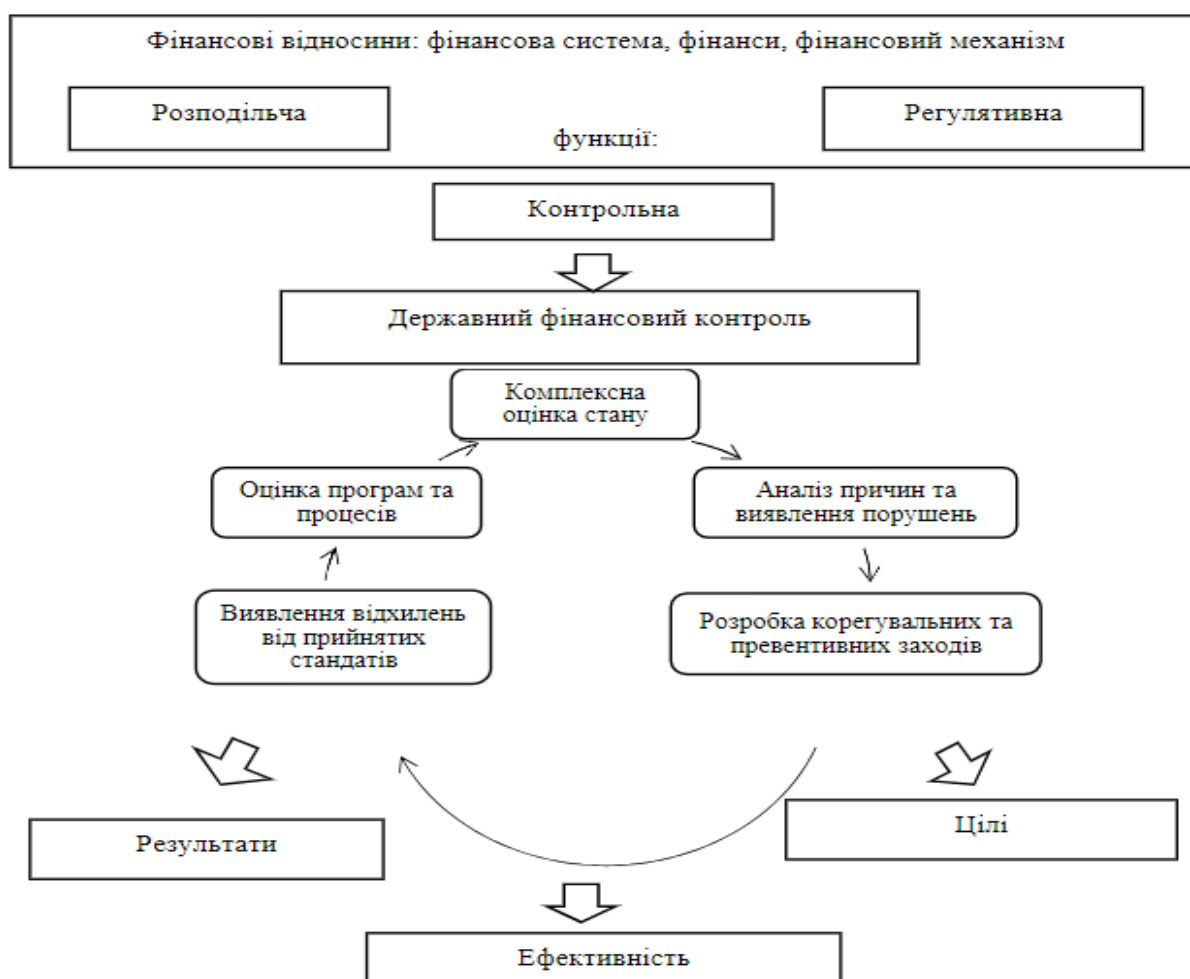 Фінансові відносини: фінансова система, фінанси, фінансовий механізм
Розподільча
Регулятивна
функції:
Контрольна
Державний фінансовий контроль
Комплексна
оцінка стану
Оцінка програм та
процесів
Аналіз причин та
виявлення порушень
Виявлення відхилень
від прийнятих
стандатів
Розробка корегувальних та
превентивних заходів
Результати
Цілі
Ефективність